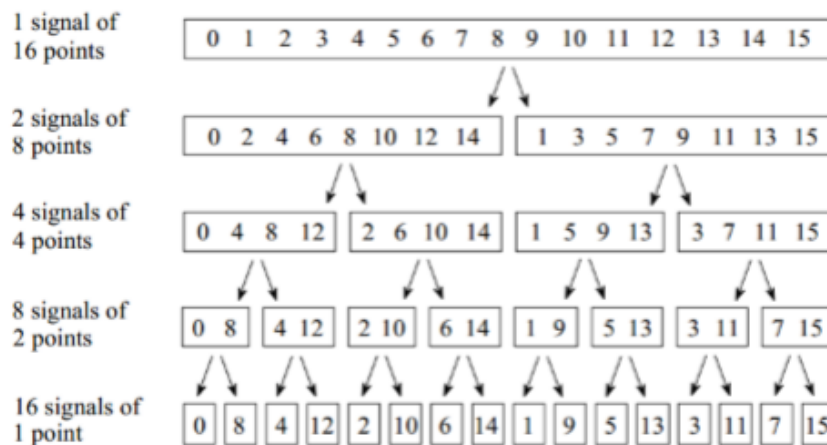 1 signal of
16 points
0 1 2 3 4 5 6 7 8 9 10 11 12 13 14 15
2 signals of
8 points
0 2 4 6 8 10 12 14 1 3 5 7 9 11 13 15
4 signals of
4 points
0 4 8 12 2 6 10 14 1 5 9 13 3 7 11 15
8 signals of
2 points
0 8 4 12 2 10 6 14 1 9 5 13 3 11 7 15
16 signals of
1 point
0 8 4 12 2 10 6 14 1 9 5 13 3 11 7 15